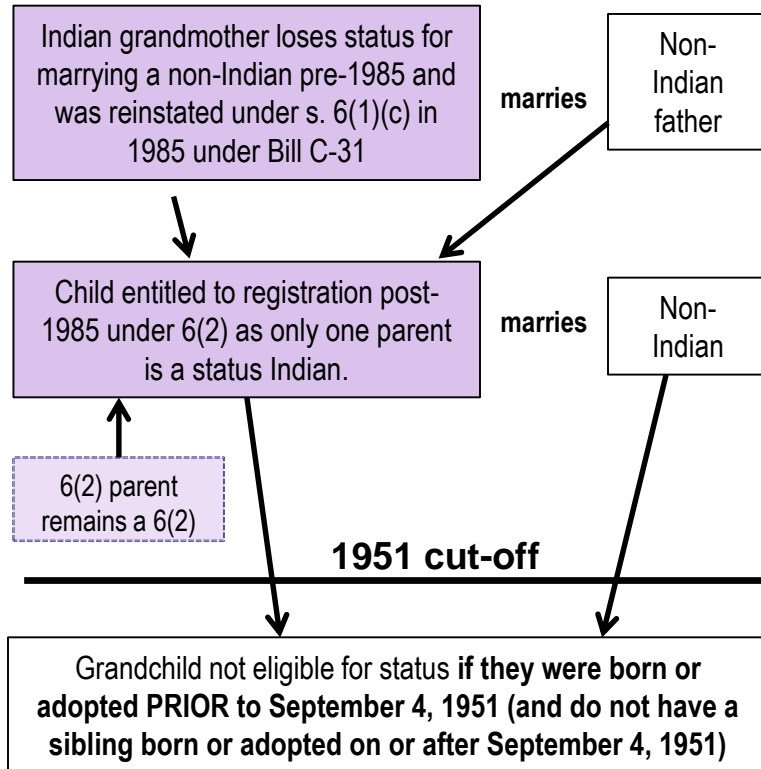 Indian grandmother loses status for
marrying a non-Indian pre-1985 and
was reinstated under s. 6(1)(c) in
1985 under Bill C-31
marries
Non-
Indian
father
Child entitled to registration post-
1985 under 6(2) as only one parent
is a status Indian.
marries
Non-
Indian
6(2) parent
remains a 6(2)
1951 cut-off
Grandchild not eligible for status if they were born or
adopted PRIOR to September 4, 1951 (and do not have a
sibling born or adopted on or after September 4, 1951)